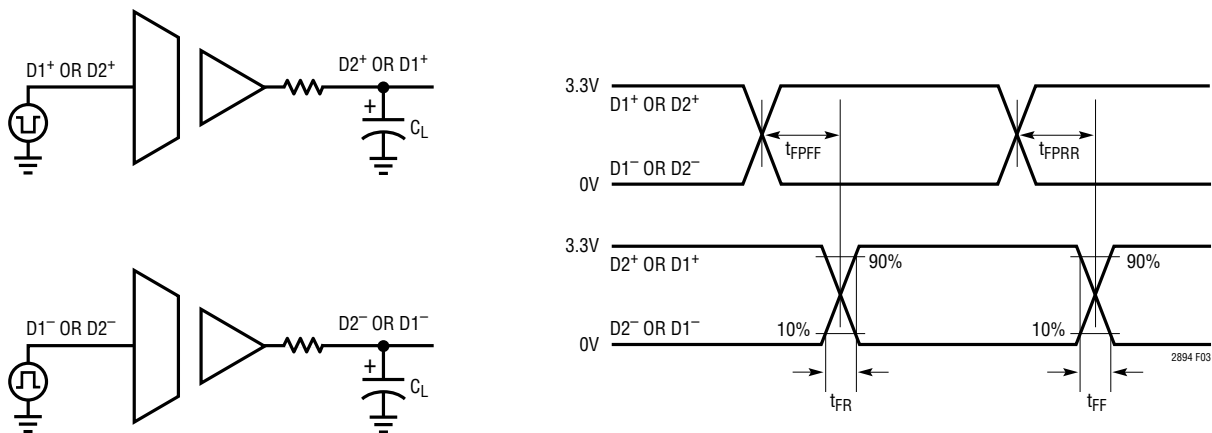 D1+ OR D2+
D2+ OR D1+
+
CL
D1− OR D2−
D2− OR D1−
+
CL
3.3V
D1+ OR D2+
tFPFF
tFPRR
D1− OR D2−
0V
3.3V
D2+ OR D1+
90%
90%
D2− OR D1−
10%
10%
0V
2894 F03
tFR
tFF